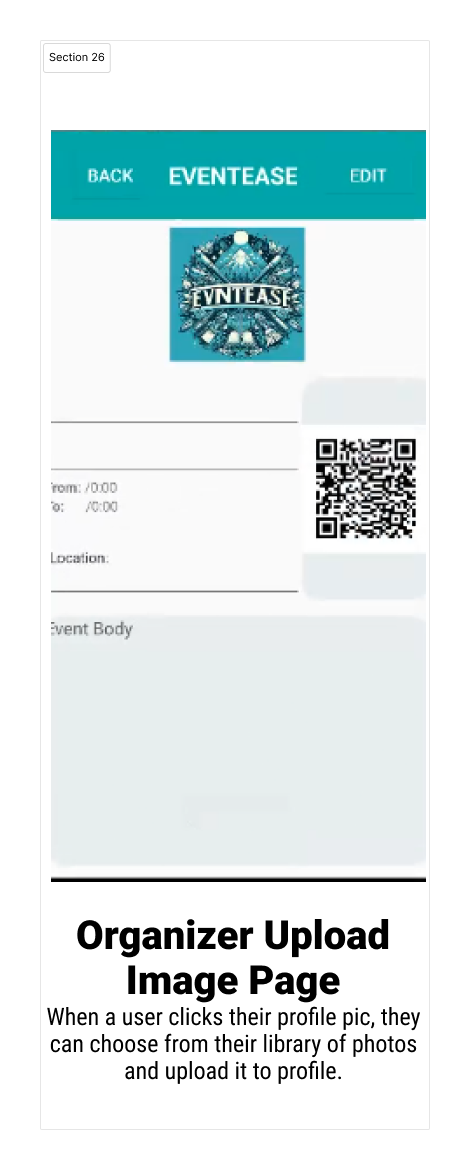 Section 26
BACK EVENTEASE EDIT
EVNTEASE
rom: /0:00
o: /0:00
Location:
Event Body
Organizer Upload
Image Page
When a user clicks their profile pic, they
can choose from their library of photos
and upload it to profile.